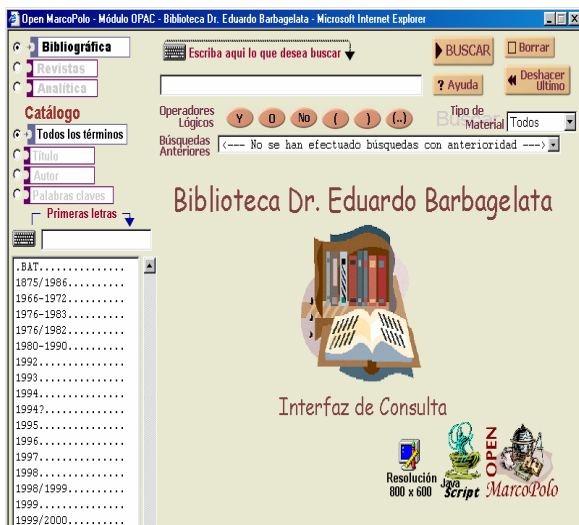 Open MarcoPolo - Módulo OPAC - Biblioteca Dr. Eduardo Barbagelata - Microsoft Internet Explorer
Bibliográfica
Revistas
Analítica
Catálogo
Todos los términos
Título
Autor
Palabras claves
Primeras letras
.BAT...............
1875/1986..........
1966-1972..........
1976-1983..........
1976/1982..........
1980-1990..........
1992...............
1993...............
1994...............
1994?..............
1995...............
1996...............
1997...............
1998...............
1998/1999..........
1999...............
1999/2000..........
Escriba aqui lo que desea buscar
BUSCAR
Borrar
? Ayuda
Deshacer
Ultimo
Operadores
Lógicos
Y O No ( ) (..)
Buscar
Tipo de
Material
Todos
Búsquedas
Anteriores
<--- No se han efectuado búsquedas con anterioridad --->
Biblioteca Dr. Eduardo Barbagelata
Interfaz de Consulta
Resolución
800 x 600
Java
Script
OPEN
MarcoPolo